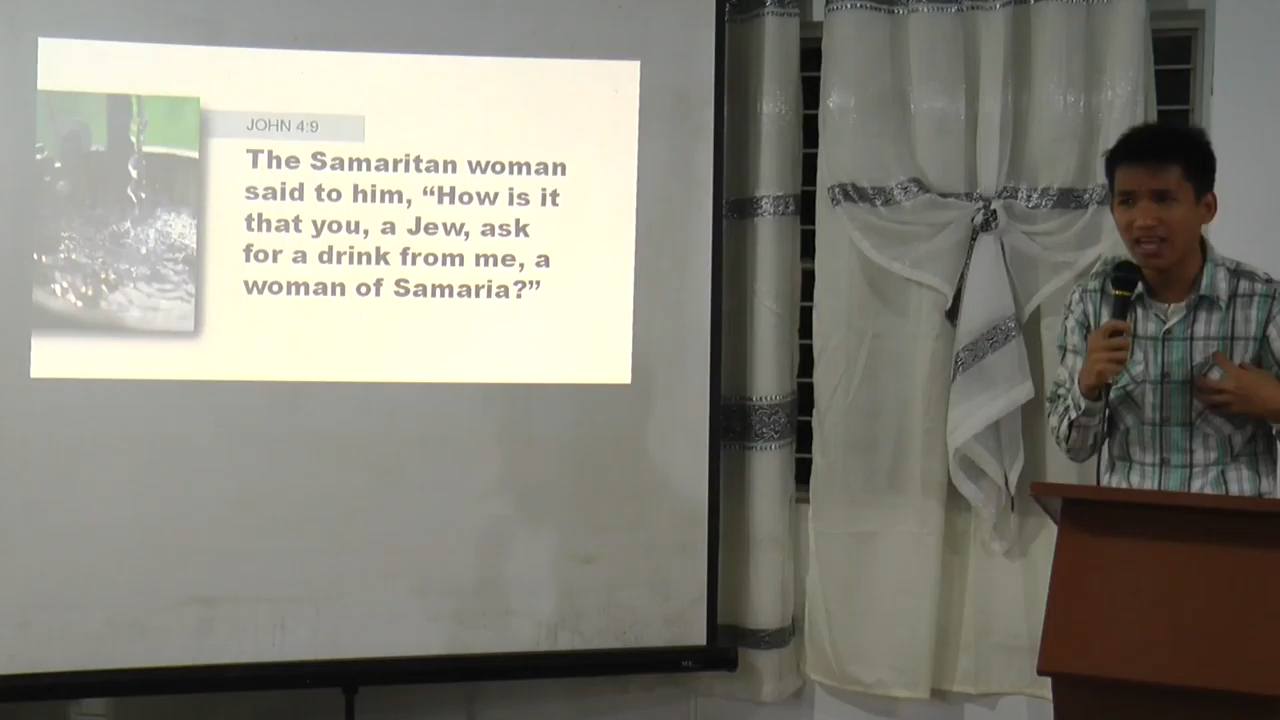 JOHN 4:9
The Samaritan woman
said to him, “How is it
that you, a Jew, ask
for a drink from me, a
woman of Samaria?”